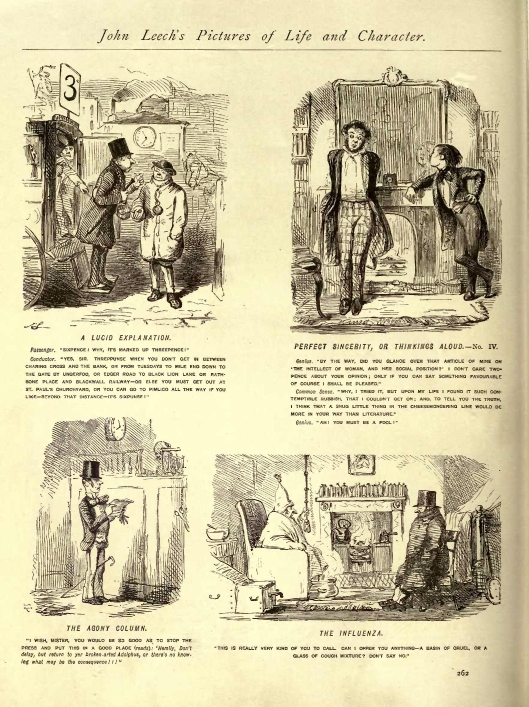 John Leech's Pictures of Life and Character.
3
A LUCID EXPLANATION.
Passenger. "SIXPENCE! WHY, IT'S MARKED UP THREEPENCE!"
Conductor. "YES, SIR. THREEPUNSE WHEN YOU DON'T GET IN BETWEEN
CHARING CROSS AND THE BANK, OR FROM TUESDAYS TO MILE END DOWN TO
THE GATE BY UNGERFOD, OR EDGER ROAD TO BLACK LION LANE OR RATH-
BONE PLACE AND BLACKWALL RAILWAY—OR ELSE YOU MUST GET OUT AT
ST. PAUL'S CHURCHYARD, OR YOU CAN GO TO PIMLICO ALL THE WAY IF YOU
LIKE—BEYOND THAT DISTANCE—IT'S SIXPUNSE!"
PERFECT SINCERITY, OR THINKINGS ALOUD.—No. IV.
Genius. "BY THE WAY, DID YOU GLANCE OVER THAT ARTICLE OF MINE ON
'THE INTELLECT OF WOMAN, AND HER SOCIAL POSITION?' I DON'T CARE TWO-
PENCE ABOUT YOUR OPINION; ONLY IF YOU CAN SAY SOMETHING FAVOURABLE
OF COURSE I SHALL BE PLEASED."
Common Sense. "WHY, I TRIED IT, BUT UPON MY LIFE I FOUND IT SUCH CON-
TEMPTIBLE RUBBISH, THAT I COULDN'T GET ON; AND, TO TELL YOU THE TRUTH,
I THINK THAT A SNUG LITTLE THING IN THE CHEESEMONGERING LINE WOULD BE
MORE IN YOUR WAY THAN LITERATURE."
Genius. "AH! YOU MUST BE A FOOL!"
THE AGONY COLUMN.
"I WISH, MISTER, YOU WOULD BE SO GOOD AS TO STOP THE
PRESS AND PUT THIS IN A GOOD PLACE (reads): 'Hemily, Don't
delay, but return to yer broken-arted Adolphus, or there's no know-
ing what may be the consequence!!!'"
THE INFLUENZA.
"THIS IS REALLY VERY KIND OF YOU TO CALL. CAN I OFFER YOU ANYTHING—A BASIN OF GRUEL, OR A
GLASS OF COUGH MIXTURE? DON'T SAY NO."
262